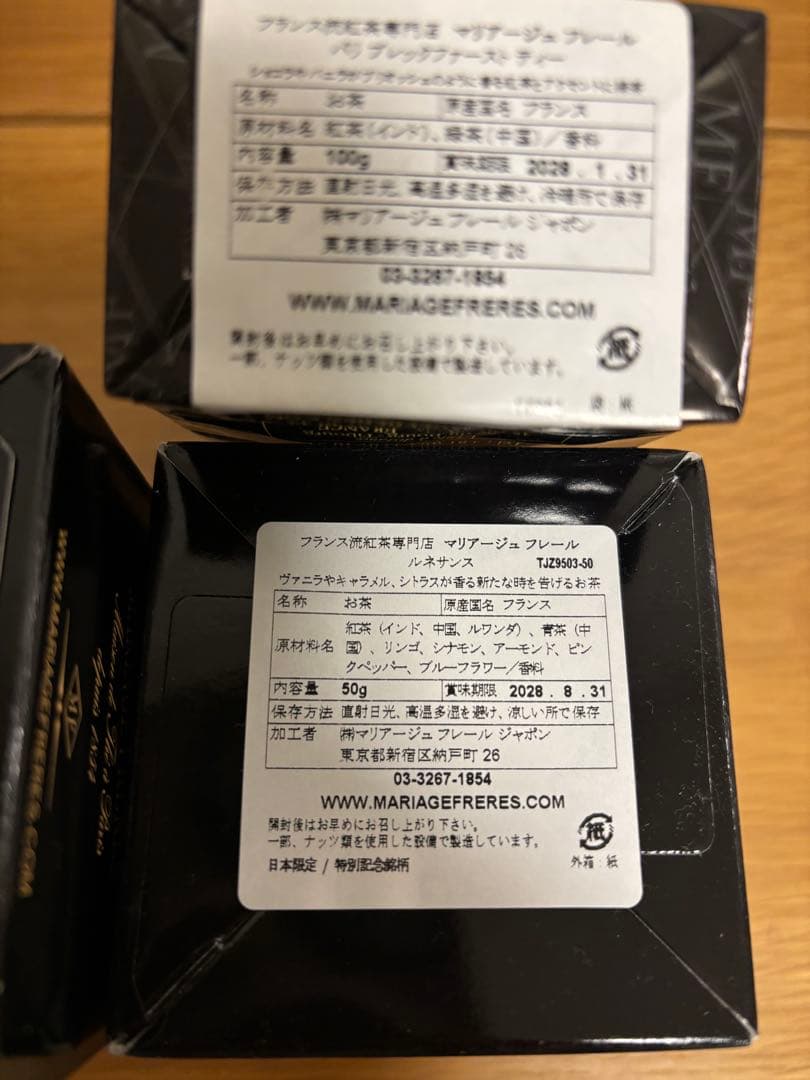 フランス流紅茶専門店 マリアージュ フレール
パリ ブレックファースト ティー
名称 お茶 原産国名 フランス
原材料名 紅茶(インド)、緑茶(中国)/香料
内容量 100g 賞味期限 2028 . 1 . 31
保存方法 直射日光、高温多湿を避け、冷暗所で保存
加工者 ㈱マリアージュ フレール ジャポン
東京都新宿区納戸町 26
03-3267-1854
WWW.MARIAGEFRERES.COM
開封後はお早めにお召し上がり下さい。
一部、ナッツ類を使用した設備で製造しています。
紙
MF
フランス流紅茶専門店 マリアージュ フレール
ルネサンス TJZ9503-50
ヴァニラやキャラメル、シトラスが香る新たな時を告げるお茶
名称 お茶 原産国名 フランス
原材料名 紅茶(インド、中国、ルワンダ)、青茶(中
国)、リンゴ、シナモン、アーモンド、ピン
クペッパー、ブルーフラワー/香料
内容量 50g 賞味期限 2028 . 8 . 31
保存方法 直射日光、高温多湿を避け、涼しい所で保存
加工者 ㈱マリアージュ フレール ジャポン
東京都新宿区納戸町 26
03-3267-1854
WWW.MARIAGEFRERES.COM
開封後はお早めにお召し上がり下さい。
一部、ナッツ類を使用した設備で製造しています。
日本限定 / 特別記念銘柄
紙
外箱:紙
WWW.MARIAGEFRERES.COM